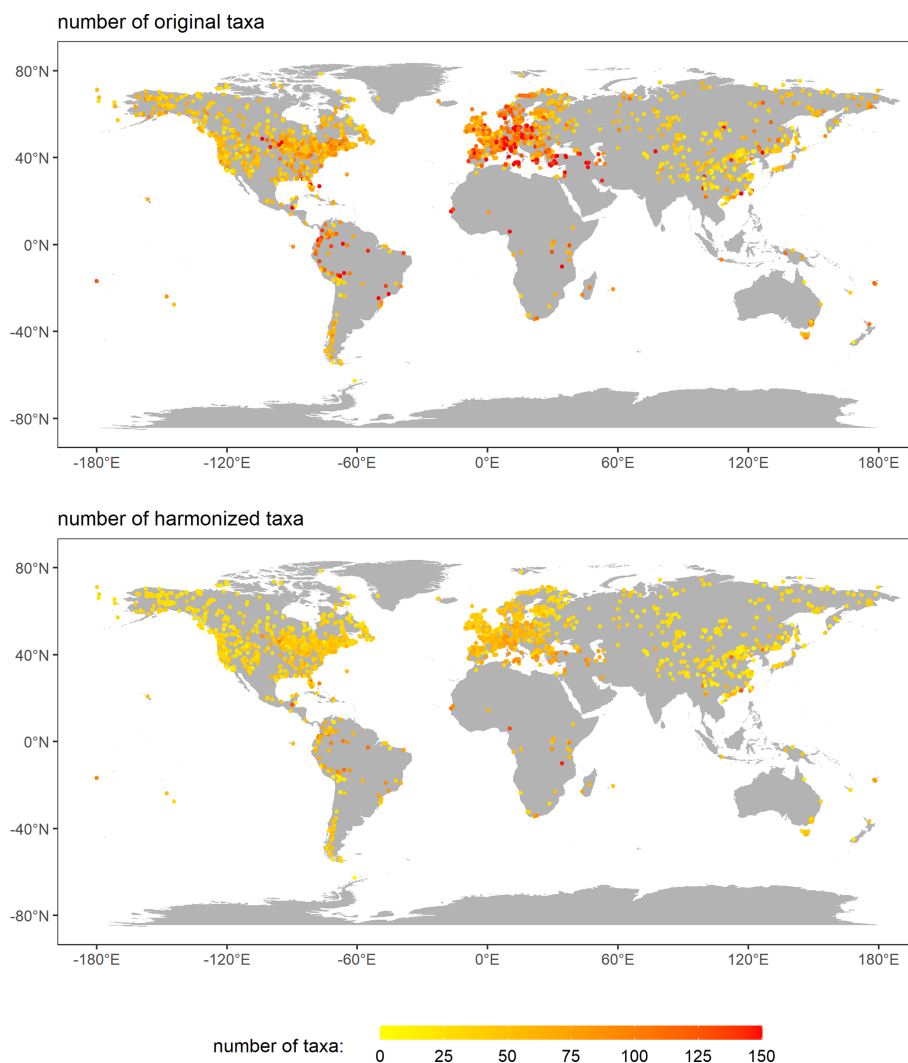 number of original taxa
80°N
40°N
0°N
-40°N
-80°N
-180°E -120°E -60°E 0°E 60°E 120°E 180°E
number of harmonized taxa
80°N
40°N
0°N
-40°N
-80°N
-180°E -120°E -60°E 0°E 60°E 120°E 180°E
number of taxa:
0 25 50 75 100 125 150